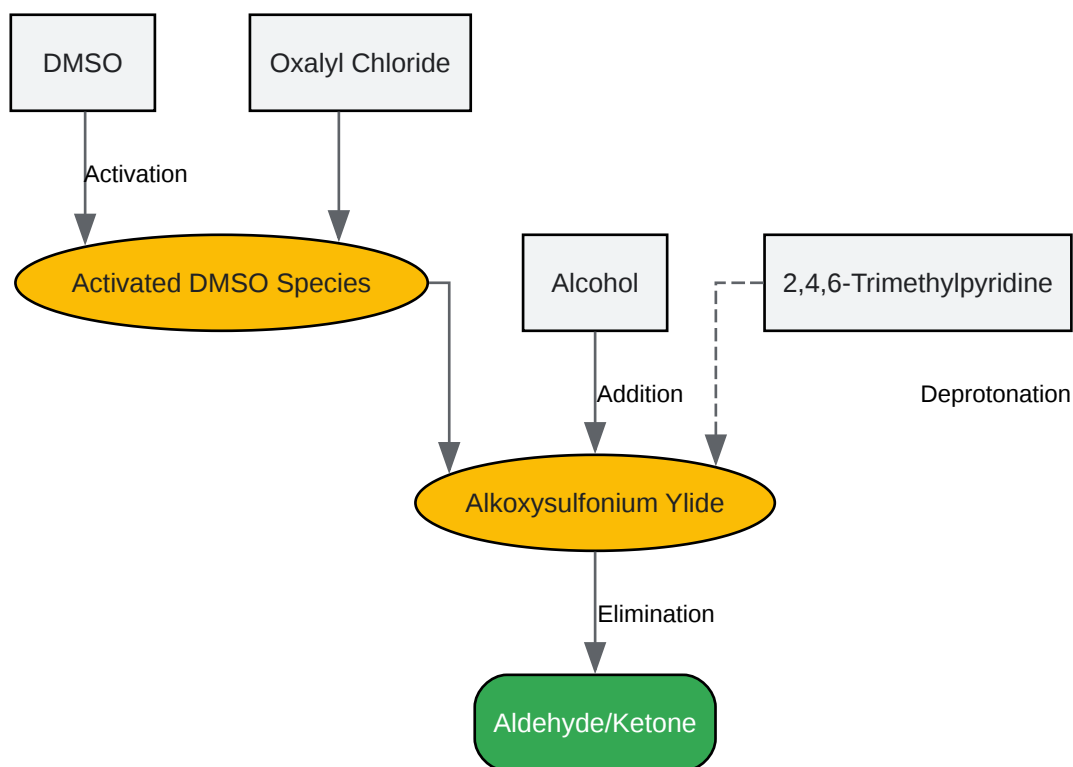 DMSO
Oxalyl Chloride
Activation
Activated DMSO Species
Alcohol
2,4,6-Trimethylpyridine
Addition
Deprotonation
Alkoxysulfonium Ylide
Elimination
Aldehyde/Ketone